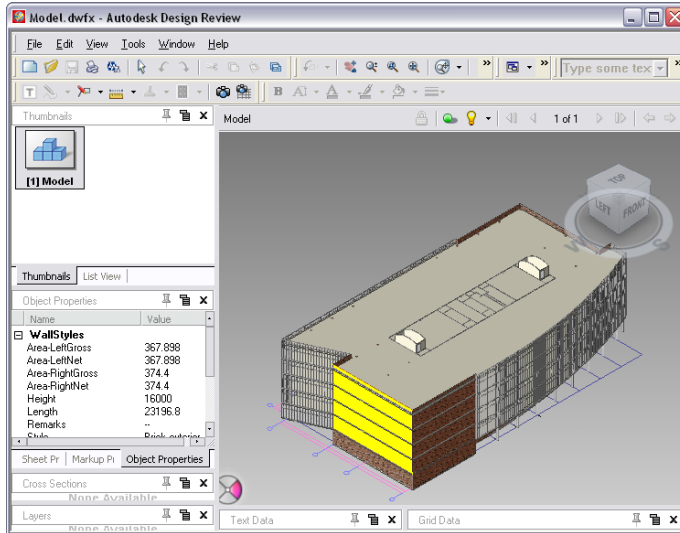 Model.dwfx - Autodesk Design Review
File Edit View Tools Window Help
Type some tex
T B A A
Thumbnails
Model 1 of 1
[1] Model
TOP
LEFT FRONT
W S
Thumbnails List View
Object Properties
Name Value
WallStyles
Area-LeftGross 367.898
Area-LeftNet 367.898
Area-RightGross 374.4
Area-RightNet 374.4
Height 16000
Length 23196.8
Remarks --
Style Brick exterior
Sheet Pr Markup Pr Object Properties
Cross Sections
None Available
Layers
None Available
Text Data Grid Data